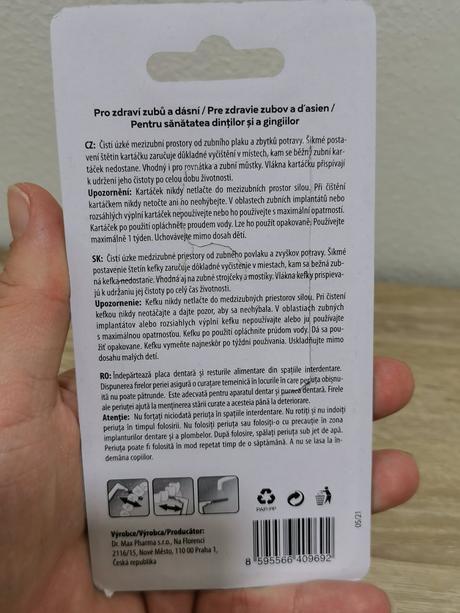 Pro zdraví zubů a dásní / Pre zdravie zubov a ďasien /
Pentru sănătatea dinților și a gingiilor
CZ: Čistí úzké mezizubní prostory od zubního plaku a zbytků potravy. Šikmé posta-
vení štětin kartáčku zaručuje důkladné vyčištění v místech, kam se běžný zubní kar-
táček nedostane. Vhodný i pro rovnátka a zubní můstky. Vlákna kartáčku přispívají
k udržení jeho čistoty po celou dobu životnosti.
Upozornění: Kartáček nikdy netlačte do mezizubních prostor silou. Při čištění
kartáčkem nikdy netočte ani ho neohýbejte. V oblastech zubních implantátů nebo
rozsáhlých výplní kartáček nepoužívejte nebo ho používejte s maximální opatrností.
Kartáček po použití opláchněte proudem vody. Lze ho použít opakovaně. Používejte
maximálně 1 týden. Uchovávejte mimo dosah dětí.
SK: Čistí úzke medzizubné priestory od zubného povlaku a zvyškov potravy. Šikmé
postavenie štetín kefky zaručuje dôkladné vyčistenie v miestach, kam sa bežná zub-
ná kefka nedostane. Vhodná aj na zubné strojčeky a mostíky. Vlákna kefky prispieva-
jú k udržaniu jej čistoty po celý čas životnosti.
Upozornenie: Kefku nikdy netlačte do medzizubných priestorov silou. Pri čistení
kefkou nikdy neotáčajte a dajte pozor, aby sa neohýbala. V oblastiach zubných
implantátov alebo rozsiahlych výplní kefku nepoužívajte alebo ju používajte
s maximálnou opatrnosťou. Kefku po použití opláchnite prúdom vody. Dá sa pou-
žiť opakovane. Kefku vymeňte najneskôr po týždni používania. Uskladňujte mimo
dosahu malých detí.
RO: Îndepărtează placa dentară și resturile alimentare din spațiile interdentare.
Dispunerea firelor periei asigură o curațare temeinică în locurile în care periuța obișnu-
ită nu poate pătrunde. Este adecvată pentru aparatul dentar și puntea dentară. Firele
ale periuței ajută la menținerea stării curate a acesteia până la deteriorare.
Atenție: Nu forțați niciodată periuța în spațiile interdentare. Nu rotiți și nu îndoiți
periuța în timpul folosirii. Nu folosiți periuța sau folosiți-o cu precauție în zona
implanturilor dentare și a plombelor. După folosire, spălați periuța sub jet de apă.
Periuța poate fi folosită în mod repetat timp de o săptămână. A nu se lasa la în-
demâna copiilor.
PAP/PP
05/21
Výrobce/Výrobca/Producător:
Dr. Max Pharma s.r.o., Na Florenci
2116/15, Nové Město, 110 00 Praha 1,
Česká republika
8 595566 409692